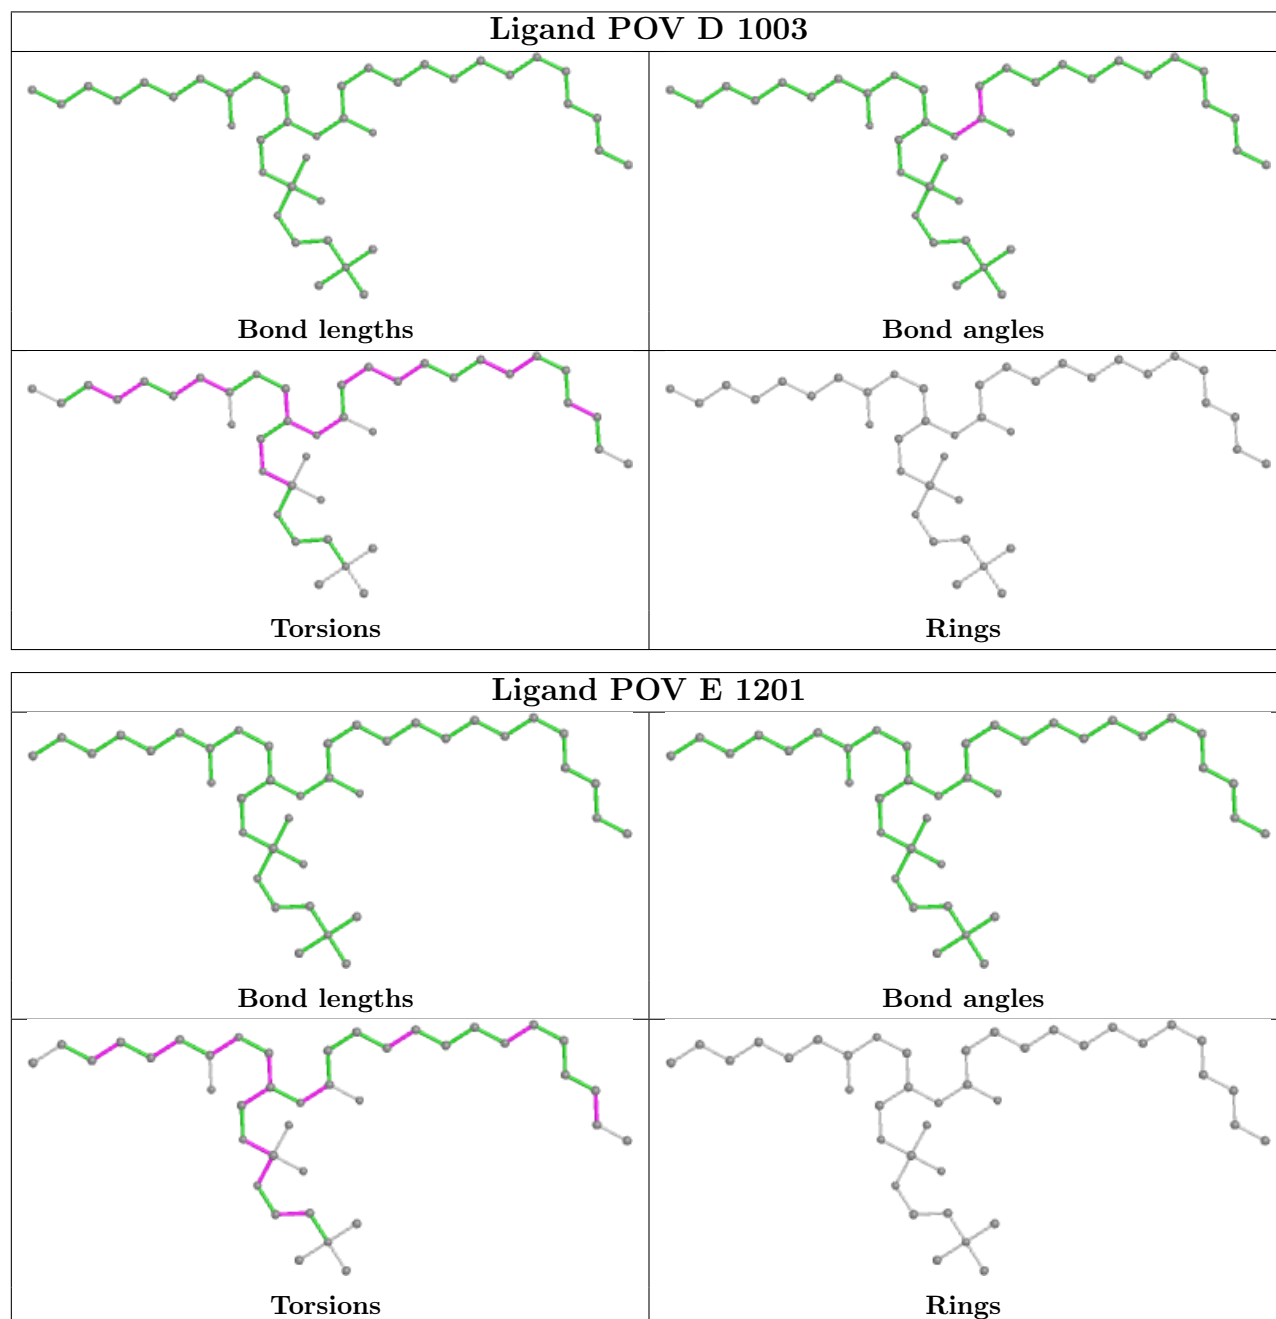 Ligand POV D 1003
Bond lengths
Bond angles
Torsions
Rings
Ligand POV E 1201
Bond lengths
Bond angles
Torsions
Rings